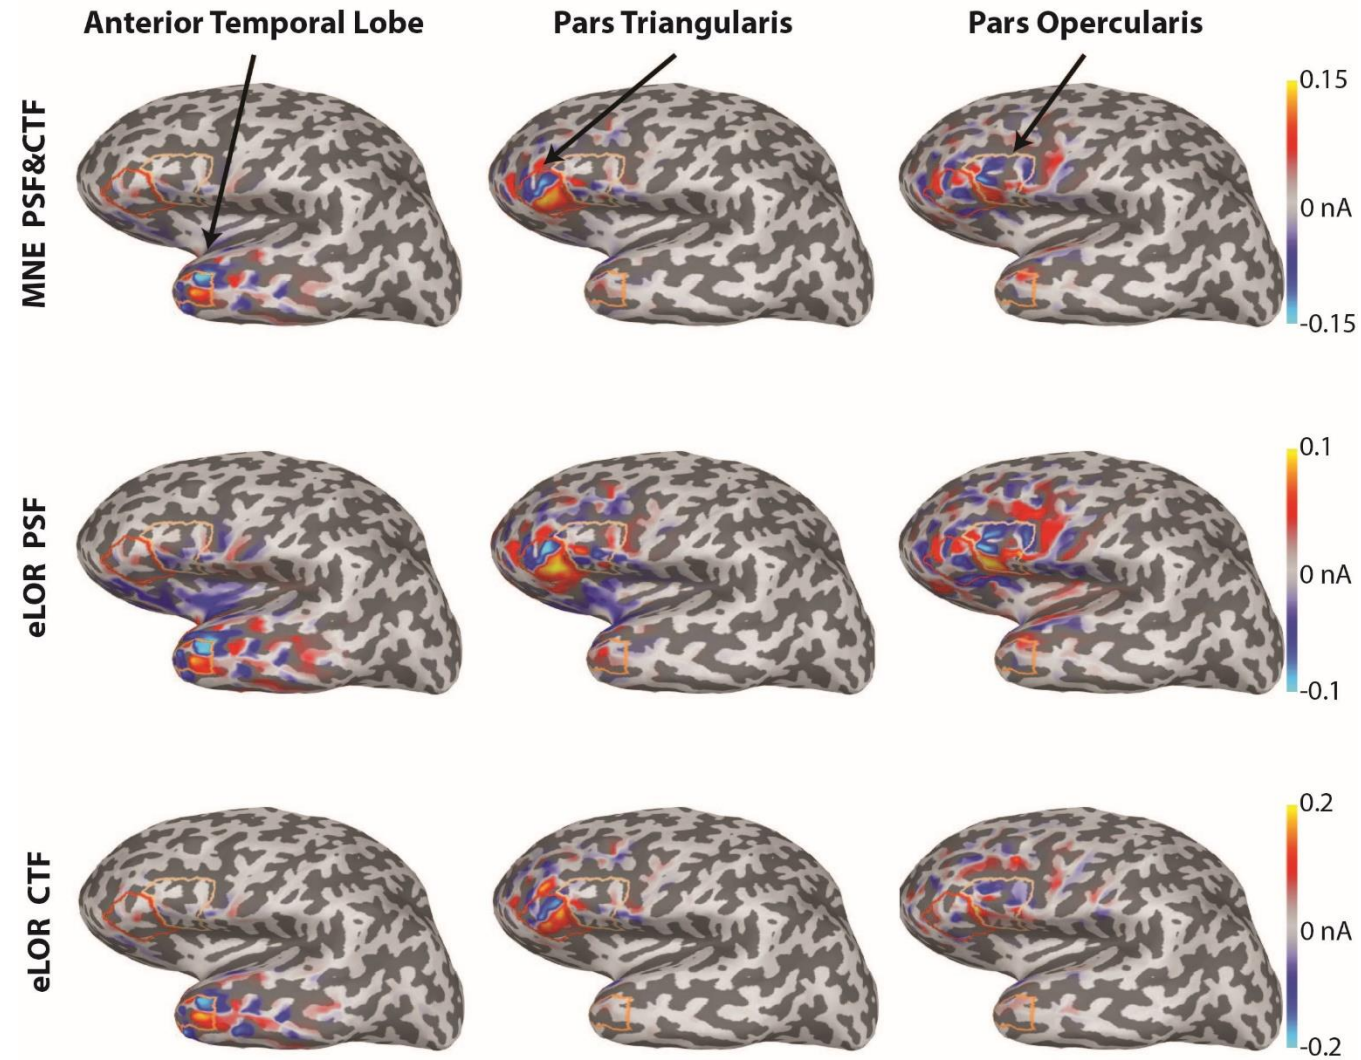 Anterior Temporal Lobe Pars Triangularis Pars Opercularis
MNE PSF&CTF
0.15
0 nA
-0.15
eLOR PSF
0.1
0 nA
-0.1
eLOR CTF
0.2
0 nA
-0.2